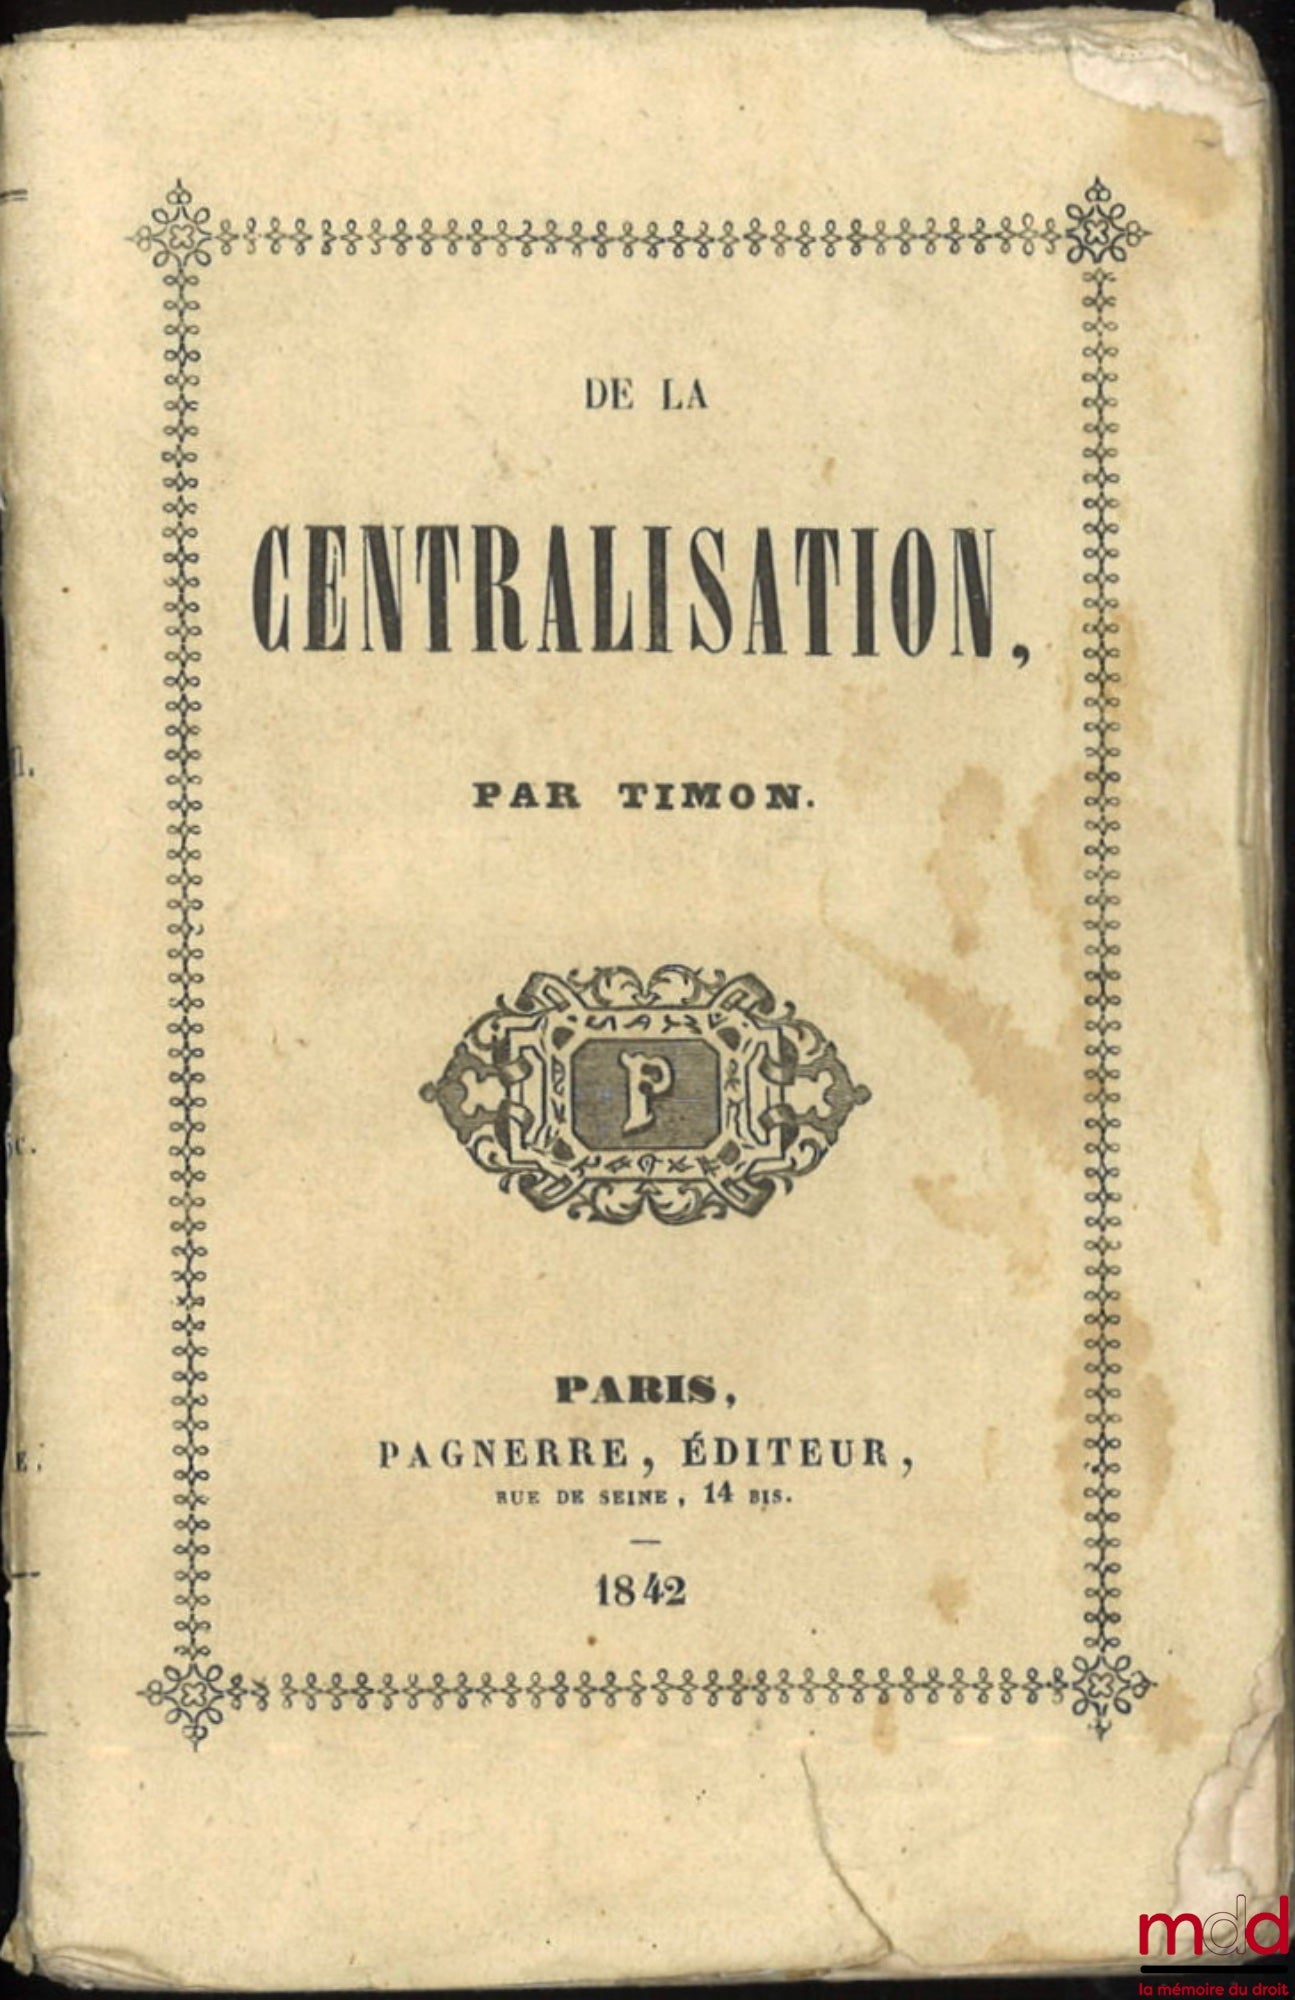 DE LA
CENTRALISATION,
PAR TIMON.
P
PARIS,
PAGNERRE, ÉDITEUR,
RUE DE SEINE, 14 BIS.
1842
mdd
la mémoire du droit